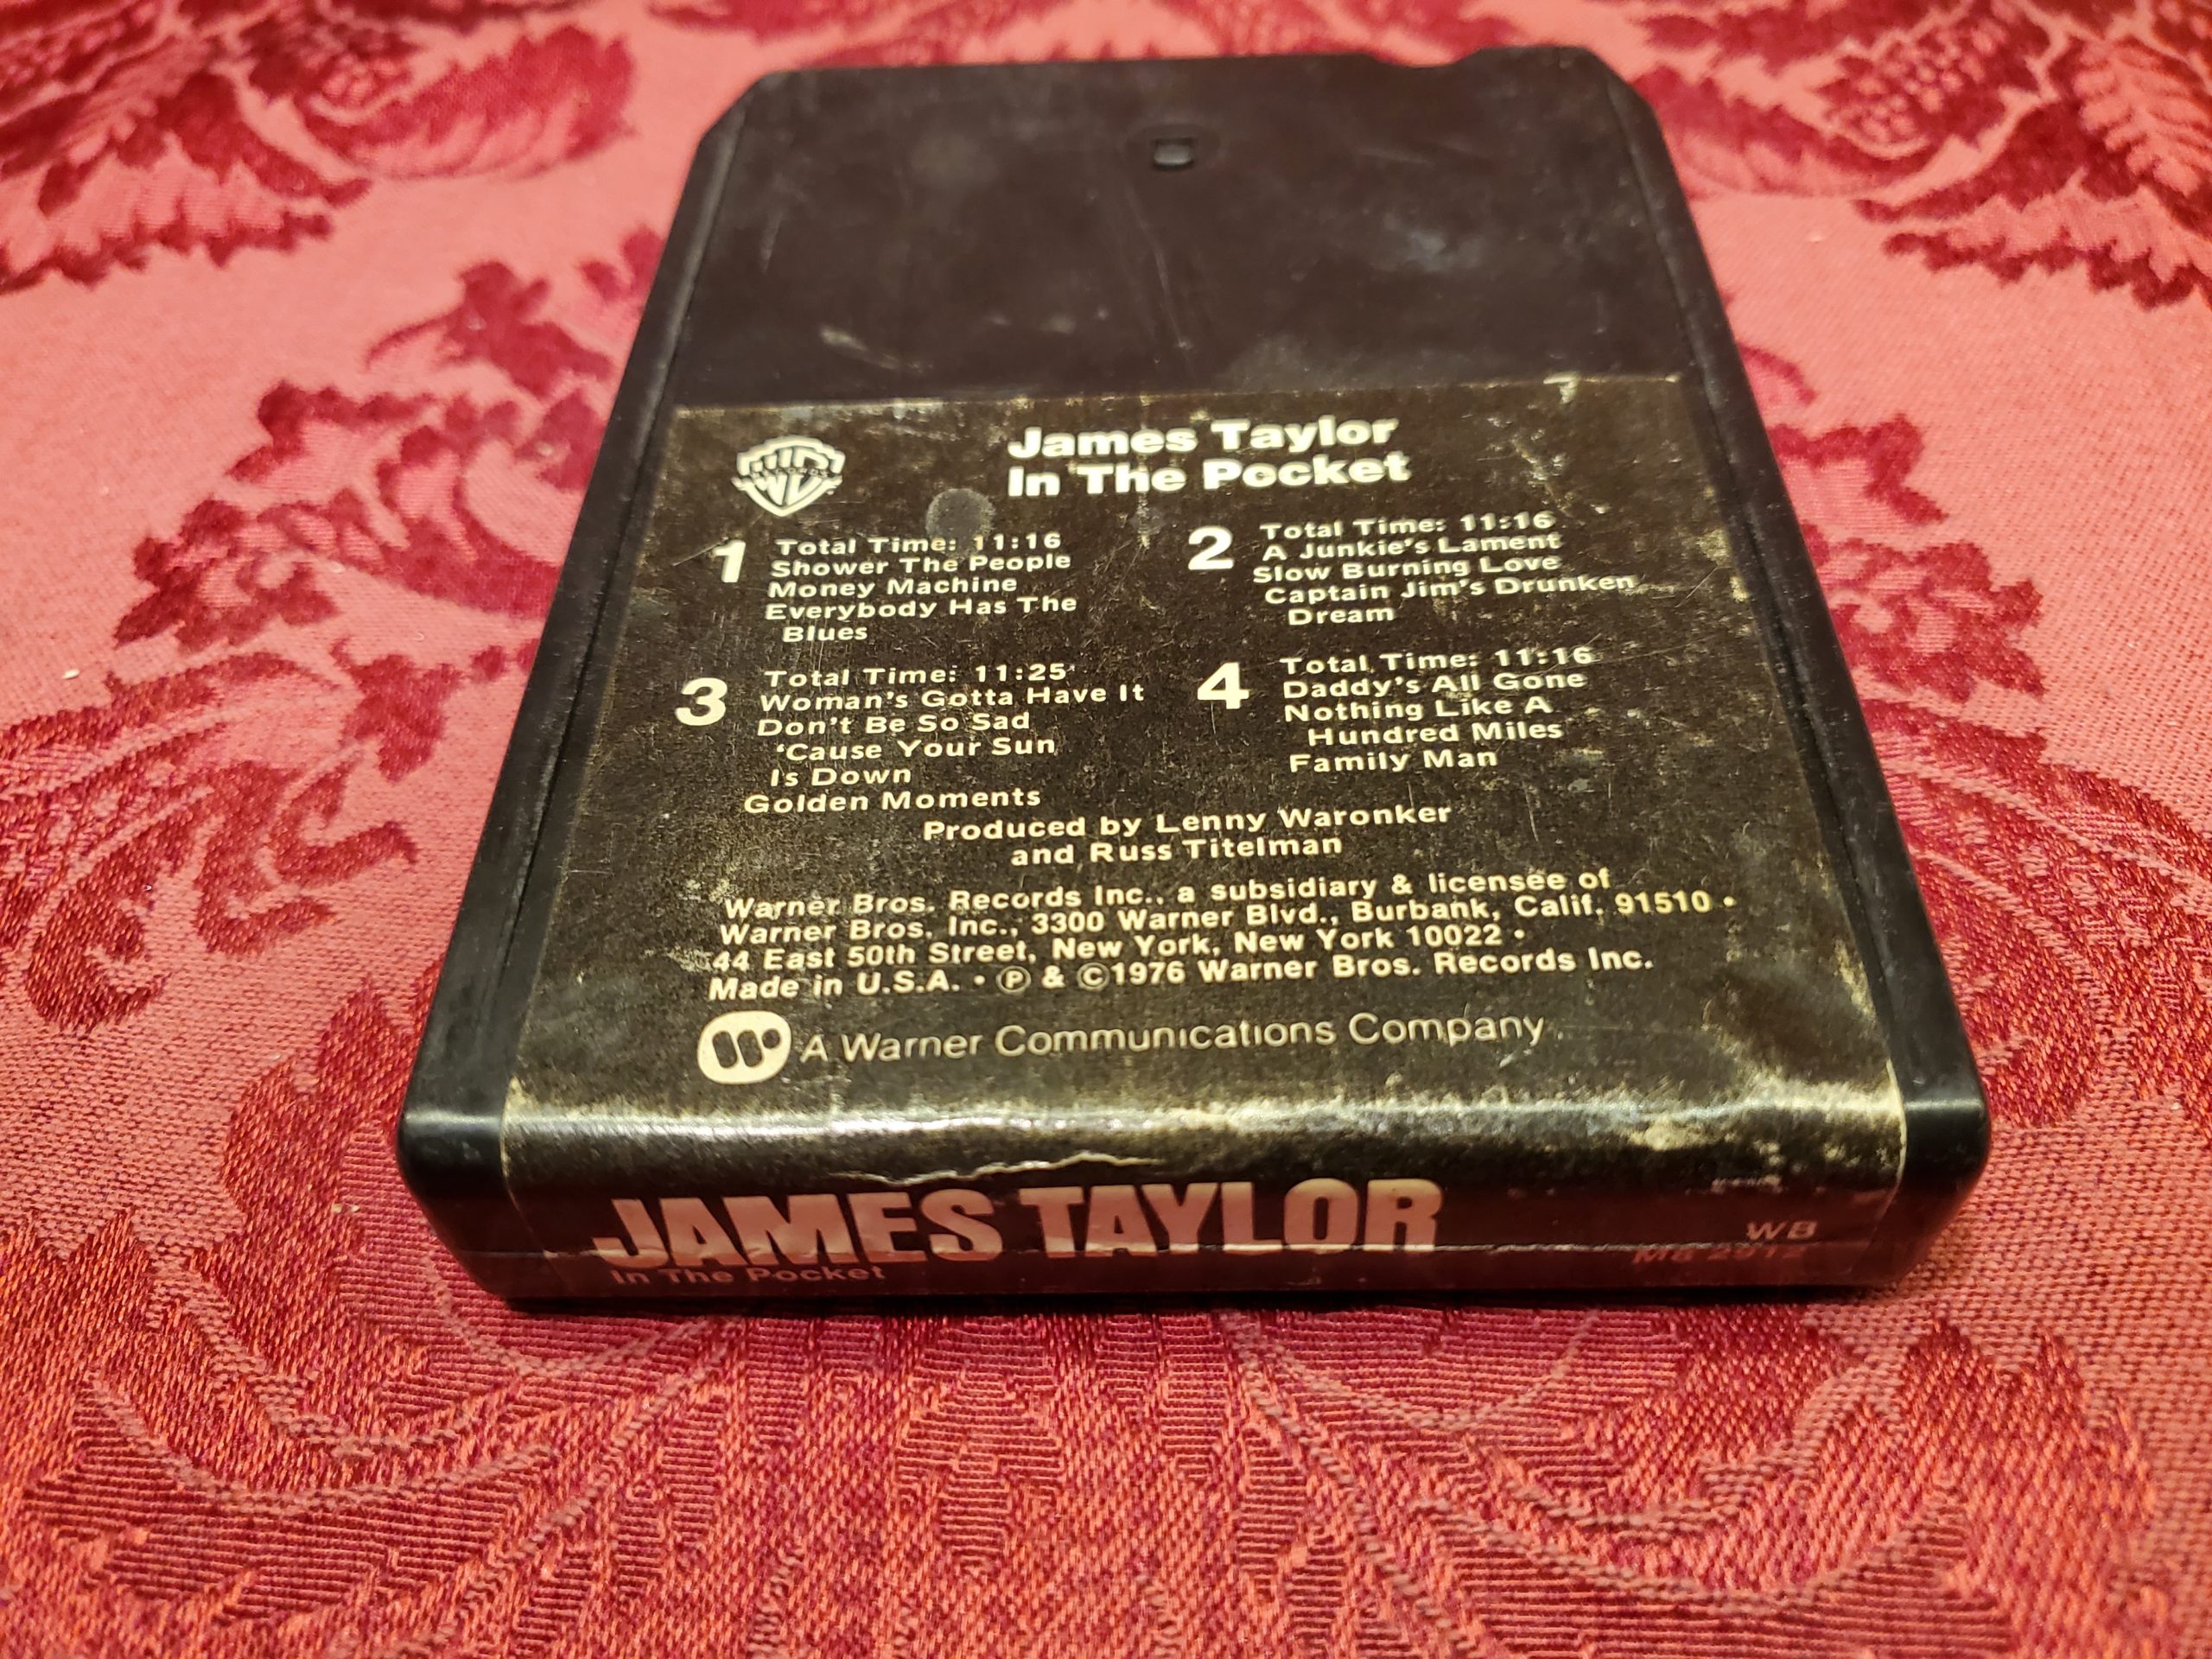 James Taylor
In The Pocket
1
Total Time: 11:16
Shower The People
Money Machine
Everybody Has The
Blues
2
Total Time: 11:16
A Junkie's Lament
Slow Burning Love
Captain Jim's Drunken
Dream
3
Total Time: 11:25
Woman's Gotta Have It
Don't Be So Sad
'Cause Your Sun
Is Down
Golden Moments
4
Total Time: 11:16
Daddy's All Gone
Nothing Like A
Hundred Miles
Family Man
Produced by Lenny Waronker
and Russ Titelman
Warner Bros. Records Inc., a subsidiary & licensee of
Warner Bros. Inc., 3300 Warner Blvd., Burbank, Calif. 91510 •
44 East 50th Street, New York, New York 10022 •
Made in U.S.A. • ℗ & ©1976 Warner Bros. Records Inc.
A Warner Communications Company
JAMES TAYLOR
In The Pocket
WB
M8 2912